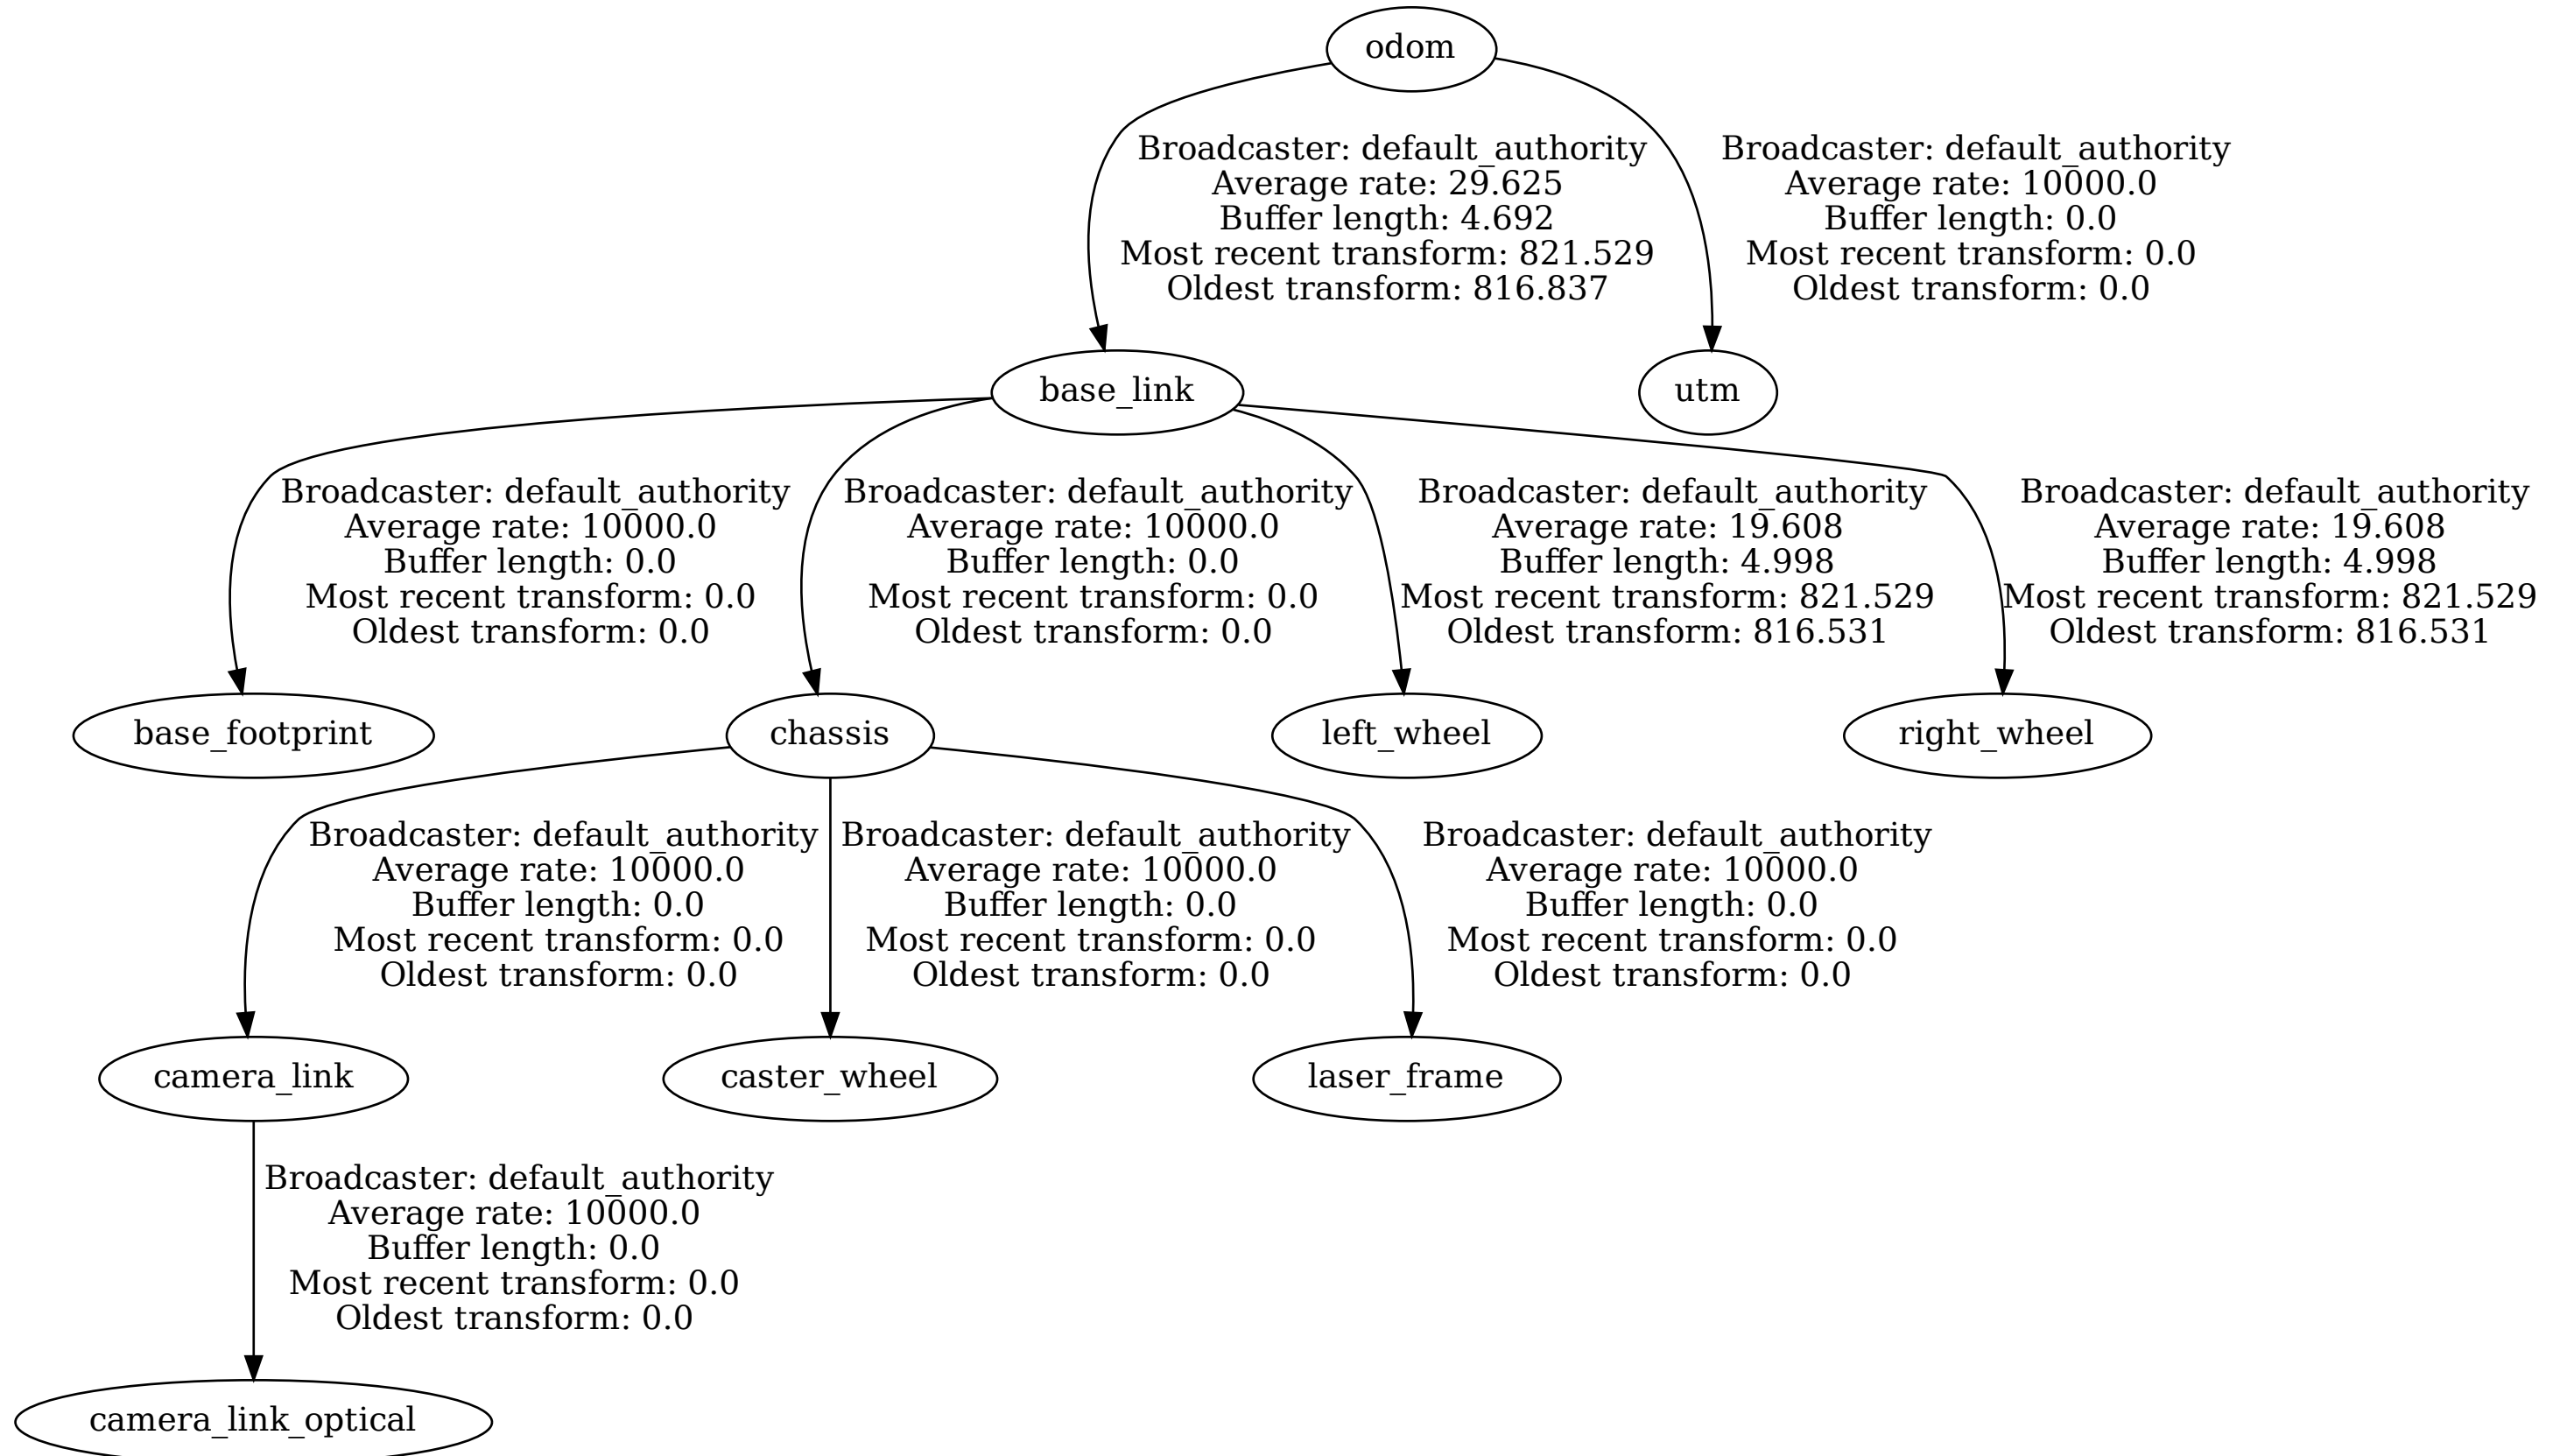 odom
Broadcaster: default_authority
Average rate: 29.625
Buffer length: 4.692
Most recent transform: 821.529
Oldest transform: 816.837
Broadcaster: default_authority
Average rate: 10000.0
Buffer length: 0.0
Most recent transform: 0.0
Oldest transform: 0.0
base_link
utm
Broadcaster: default_authority
Average rate: 10000.0
Buffer length: 0.0
Most recent transform: 0.0
Oldest transform: 0.0
Broadcaster: default_authority
Average rate: 10000.0
Buffer length: 0.0
Most recent transform: 0.0
Oldest transform: 0.0
Broadcaster: default_authority
Average rate: 19.608
Buffer length: 4.998
Most recent transform: 821.529
Oldest transform: 816.531
Broadcaster: default_authority
Average rate: 19.608
Buffer length: 4.998
Most recent transform: 821.529
Oldest transform: 816.531
base_footprint
chassis
left_wheel
right_wheel
Broadcaster: default_authority
Average rate: 10000.0
Buffer length: 0.0
Most recent transform: 0.0
Oldest transform: 0.0
Broadcaster: default_authority
Average rate: 10000.0
Buffer length: 0.0
Most recent transform: 0.0
Oldest transform: 0.0
Broadcaster: default_authority
Average rate: 10000.0
Buffer length: 0.0
Most recent transform: 0.0
Oldest transform: 0.0
camera_link
caster_wheel
laser_frame
Broadcaster: default_authority
Average rate: 10000.0
Buffer length: 0.0
Most recent transform: 0.0
Oldest transform: 0.0
camera_link_optical